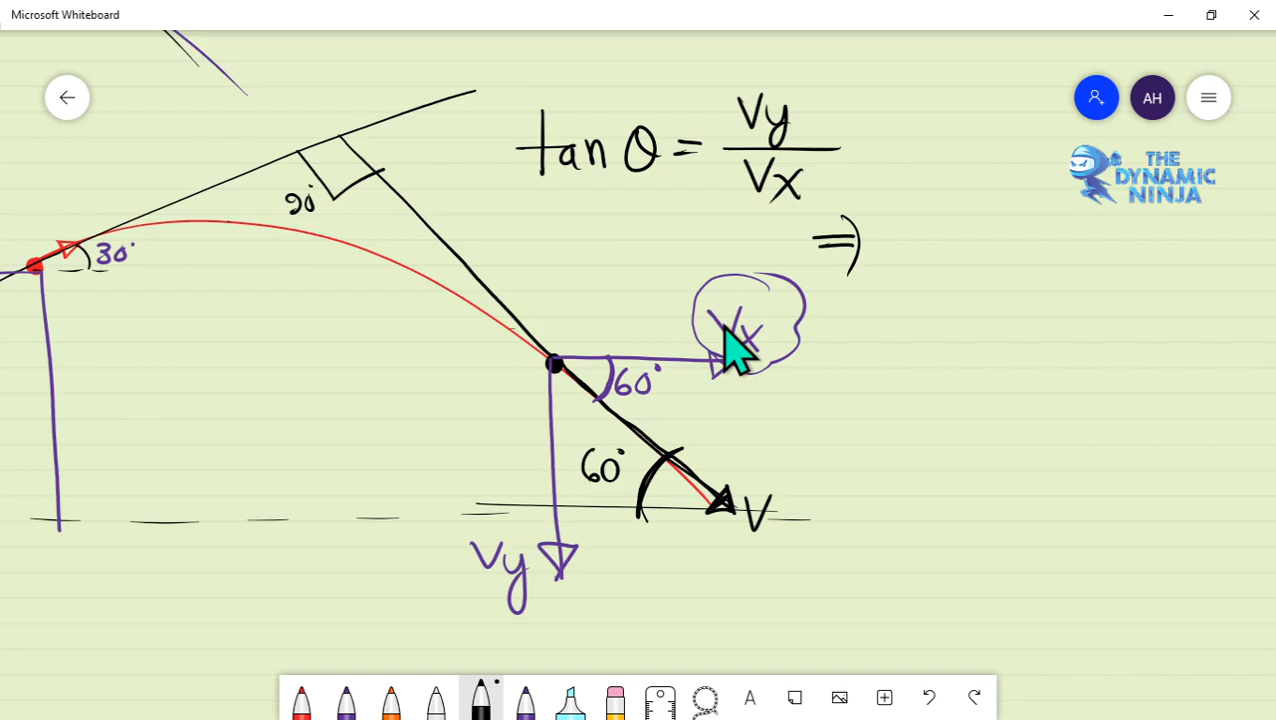 Microsoft Whiteboard
AH
THE
DYNAMIC
NINJA
tan θ = Vy / Vx
⇒
90°
30°
Vx
60°
60°
V
Vy
A